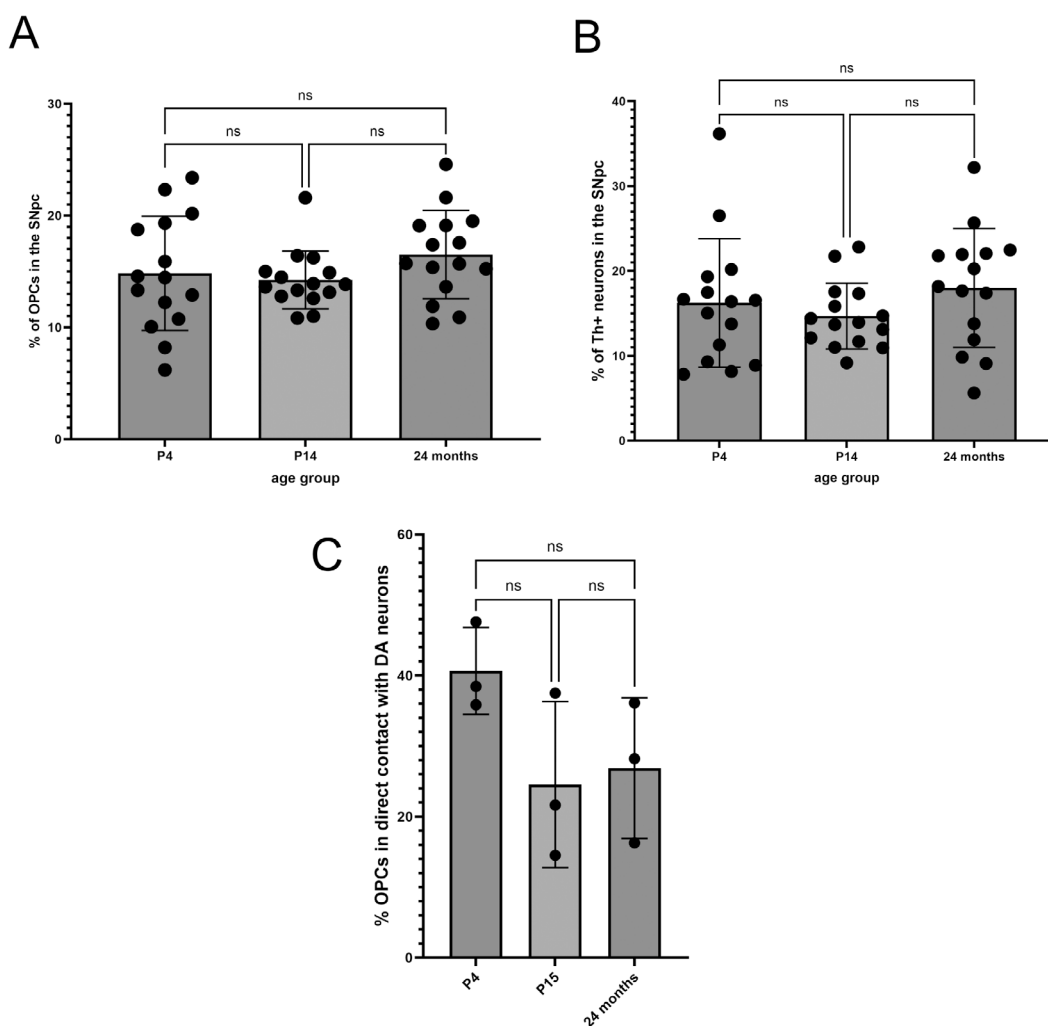 A
ns
ns
ns
30
20
10
0
% of OPCs in the SNpc
P4
P14
24 months
age group
B
ns
ns
ns
40
30
20
10
0
% of Th+ neurons in the SNpc
P4
P14
24 months
age group
C
ns
ns
ns
60
40
20
0
% OPCs in direct contact with DA neurons
P4
P15
24 months